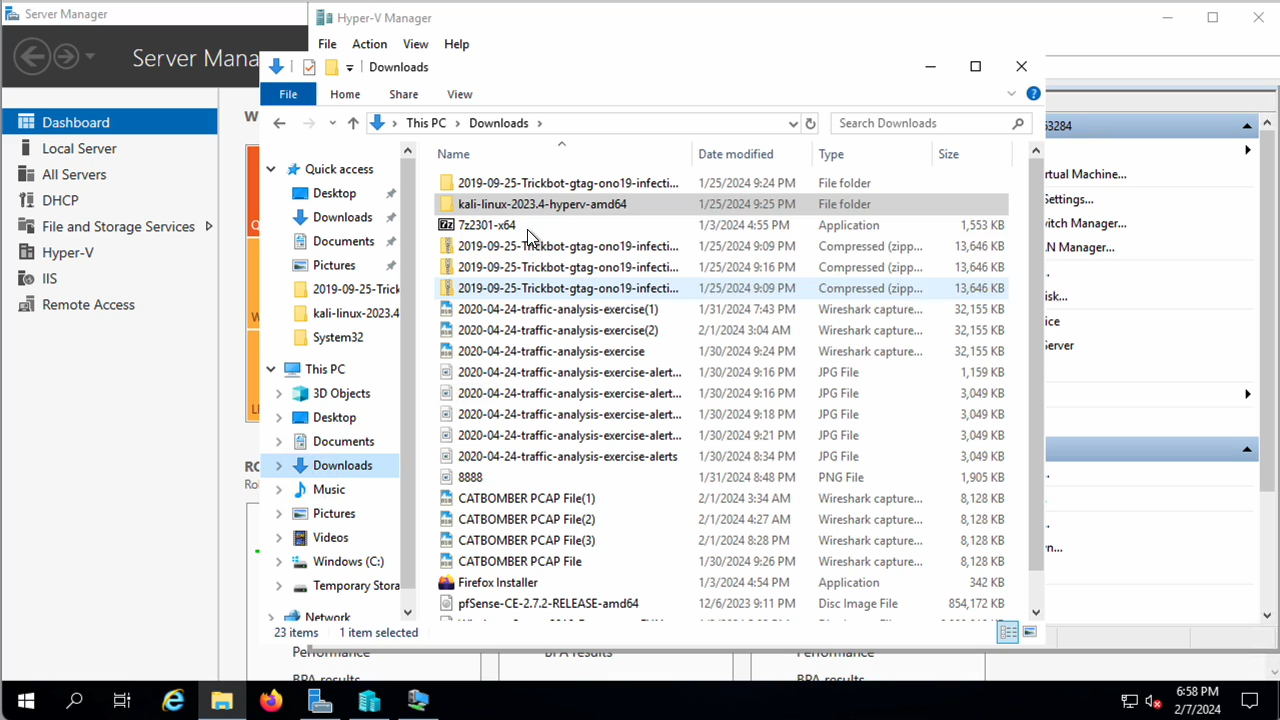 Server Manager
Hyper-V Manager
File Action View Help
Server Mana
Downloads
File Home Share View
This PC Downloads
Search Downloads
Dashboard
Local Server
All Servers
DHCP
File and Storage Services
Hyper-V
IIS
Remote Access
Quick access
Desktop
Downloads
Documents
Pictures
2019-09-25-Trick
kali-linux-2023.4
System32
This PC
3D Objects
Desktop
Documents
Downloads
Music
Pictures
Videos
Windows (C:)
Temporary Stora
Network
Name Date modified Type Size
2019-09-25-Trickbot-gtag-ono19-infecti... 1/25/2024 9:24 PM File folder
kali-linux-2023.4-hyperv-amd64 1/25/2024 9:25 PM File folder
7z2301-x64 1/3/2024 4:55 PM Application 1,553 KB
2019-09-25-Trickbot-gtag-ono19-infecti... 1/25/2024 9:09 PM Compressed (zipp... 13,646 KB
2019-09-25-Trickbot-gtag-ono19-infecti... 1/25/2024 9:16 PM Compressed (zipp... 13,646 KB
2019-09-25-Trickbot-gtag-ono19-infecti... 1/25/2024 9:09 PM Compressed (zipp... 13,646 KB
2020-04-24-traffic-analysis-exercise(1) 1/31/2024 7:43 PM Wireshark capture... 32,155 KB
2020-04-24-traffic-analysis-exercise(2) 2/1/2024 3:04 AM Wireshark capture... 32,155 KB
2020-04-24-traffic-analysis-exercise 1/30/2024 9:24 PM Wireshark capture... 32,155 KB
2020-04-24-traffic-analysis-exercise-alert... 1/30/2024 9:16 PM JPG File 1,159 KB
2020-04-24-traffic-analysis-exercise-alert... 1/30/2024 9:16 PM JPG File 3,049 KB
2020-04-24-traffic-analysis-exercise-alert... 1/30/2024 9:18 PM JPG File 3,049 KB
2020-04-24-traffic-analysis-exercise-alert... 1/30/2024 9:21 PM JPG File 3,049 KB
2020-04-24-traffic-analysis-exercise-alerts 1/30/2024 8:34 PM JPG File 3,049 KB
8888 1/31/2024 8:48 PM PNG File 1,905 KB
CATBOMBER PCAP File(1) 2/1/2024 3:34 AM Wireshark capture... 8,128 KB
CATBOMBER PCAP File(2) 2/1/2024 4:27 AM Wireshark capture... 8,128 KB
CATBOMBER PCAP File(3) 2/1/2024 8:28 PM Wireshark capture... 8,128 KB
CATBOMBER PCAP File 1/30/2024 9:26 PM Wireshark capture... 8,128 KB
Firefox Installer 1/3/2024 4:54 PM Application 342 KB
pfSense-CE-2.7.2-RELEASE-amd64 12/6/2023 9:11 PM Disc Image File 854,172 KB
23 items 1 item selected
63284
irtual Machine...
Settings...
witch Manager...
AN Manager...
isk...
ice
Server
n...
Performance
BPA results
Performance
BPA results
Performance
BPA results
6:58 PM
2/7/2024